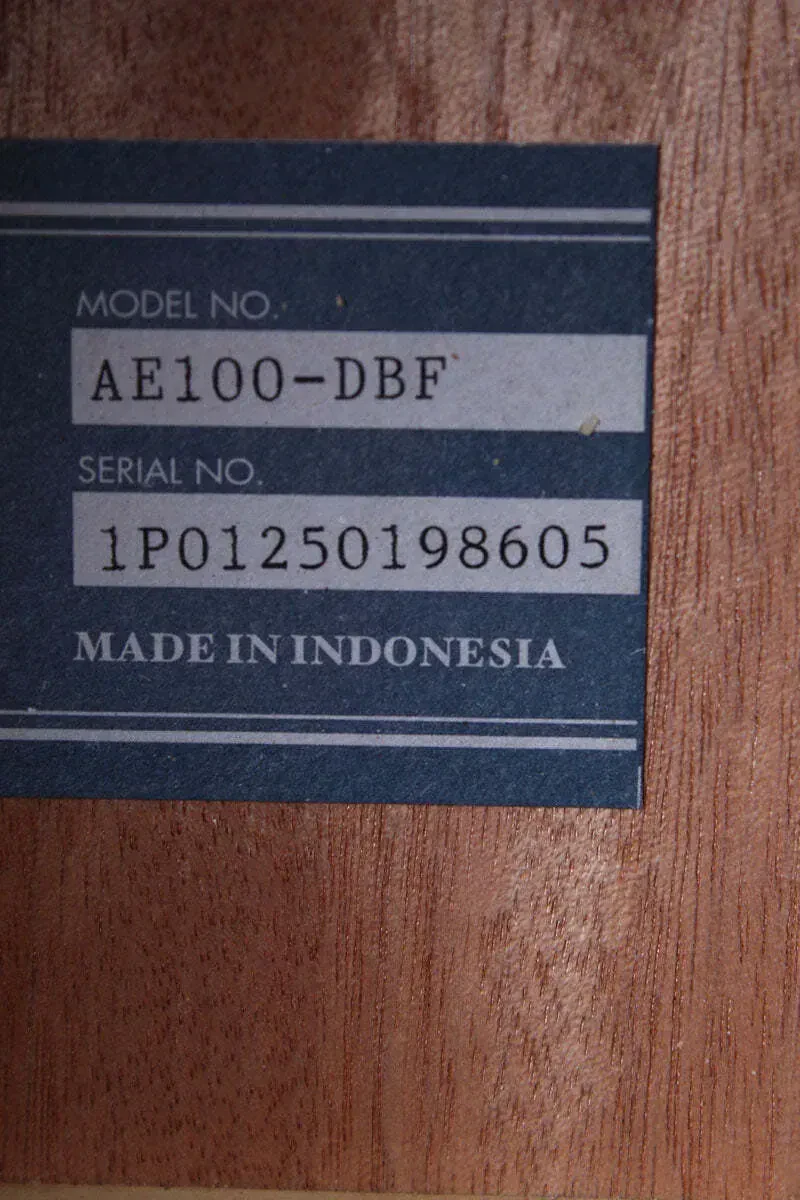 MODEL NO.
AE100-DBF
SERIAL NO.
1P01250198605
MADE IN INDONESIA